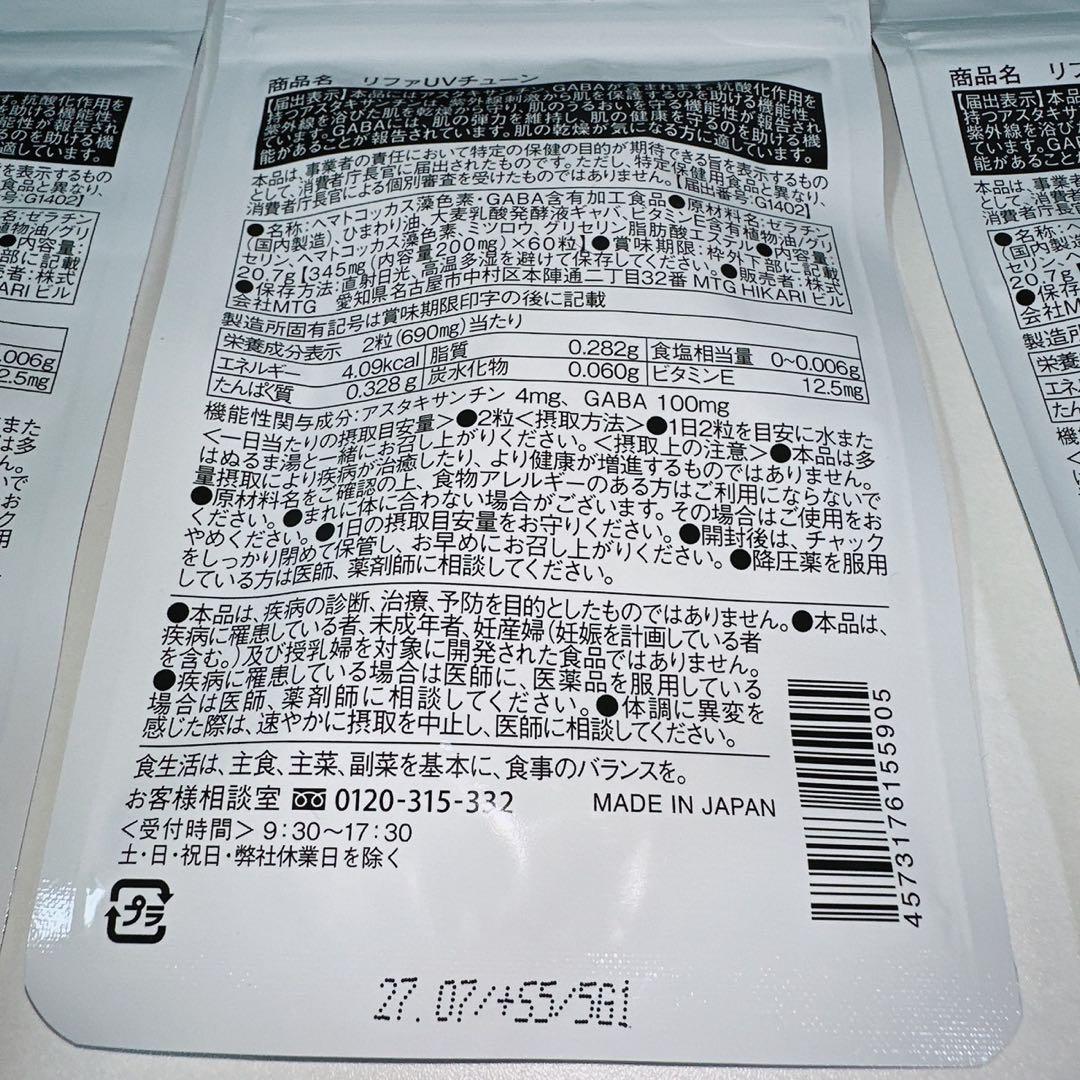 商品名 リファUVチューン
【届出表示】本品にはアスタキサンチン、GABAが含まれます。抗酸化作用を
持つアスタキサンチンは、紫外線刺激から肌を保護するのを助ける機能性、
紫外線を浴びた肌を乾燥から守り、肌のうるおいを守るのを助ける機
能性が報告されています。GABAには、肌の弾力を維持し、肌の健康を守るのを助ける機
能があることが報告されています。肌の乾燥が気になる方に適しています。
本品は、事業者の責任において特定の保健の目的が期待できる旨を表示するもの
として、消費者庁長官に届出されたものです。ただし、特定保健用食品と異なり、
消費者庁長官による個別審査を受けたものではありません。【届出番号:G1402】
●名称:ヘマトコッカス藻色素・GABA含有加工食品●原材料名:ゼラチン
(国内製造)、ひまわり油、大麦乳酸発酵液ギャバ、ビタミンE含有植物油/グリ
セリン、ヘマトコッカス藻色素、ミツロウ、グリセリン脂肪酸エステル●内容量:
20.7g【345mg(内容量200mg)×60粒】●賞味期限:枠外下部に記載
●保存方法:直射日光、高温多湿を避けて保存してください。●販売者:株式
会社MTG 愛知県名古屋市中村区本陣通二丁目32番 MTG HIKARI ビル
製造所固有記号は賞味期限印字の後に記載
栄養成分表示 2粒(690mg)当たり
エネルギー 4.09kcal 脂質 0.282g 食塩相当量 0~0.006g
たんぱく質 0.328g 炭水化物 0.060g ビタミンE 12.5mg
機能性関与成分:アスタキサンチン 4mg、GABA 100mg
<一日当たりの摂取目安量>●2粒<摂取方法>●1日2粒を目安に水また
はぬるま湯と一緒にお召し上がりください。<摂取上の注意>●本品は多
量摂取により疾病が治癒したり、より健康が増進するものではありません。
●原材料名をご確認の上、食物アレルギーのある方はご利用にならないで
ください。●まれに体に合わない場合がございます。その場合はご使用をお
やめください。●1日の摂取目安量をお守りください。●開封後は、チャック
をしっかり閉めて保管し、お早めにお召し上がりください。●降圧薬を服用
している方は医師、薬剤師に相談してください。
●本品は、疾病の診断、治療、予防を目的としたものではありません。●本品は、
疾病に罹患している者、未成年者、妊産婦(妊娠を計画している者
を含む。)及び授乳婦を対象に開発された食品ではありません。
●疾病に罹患している場合は医師に、医薬品を服用している
場合は医師、薬剤師に相談してください。●体調に異変を
感じた際は、速やかに摂取を中止し、医師に相談してください。
食生活は、主食、主菜、副菜を基本に、食事のバランスを。
お客様相談室 0120-315-332 MADE IN JAPAN
<受付時間> 9:30~17:30
土・日・祝日・弊社休業日を除く
プラ
4573176155905
27.07/+S5/5G1